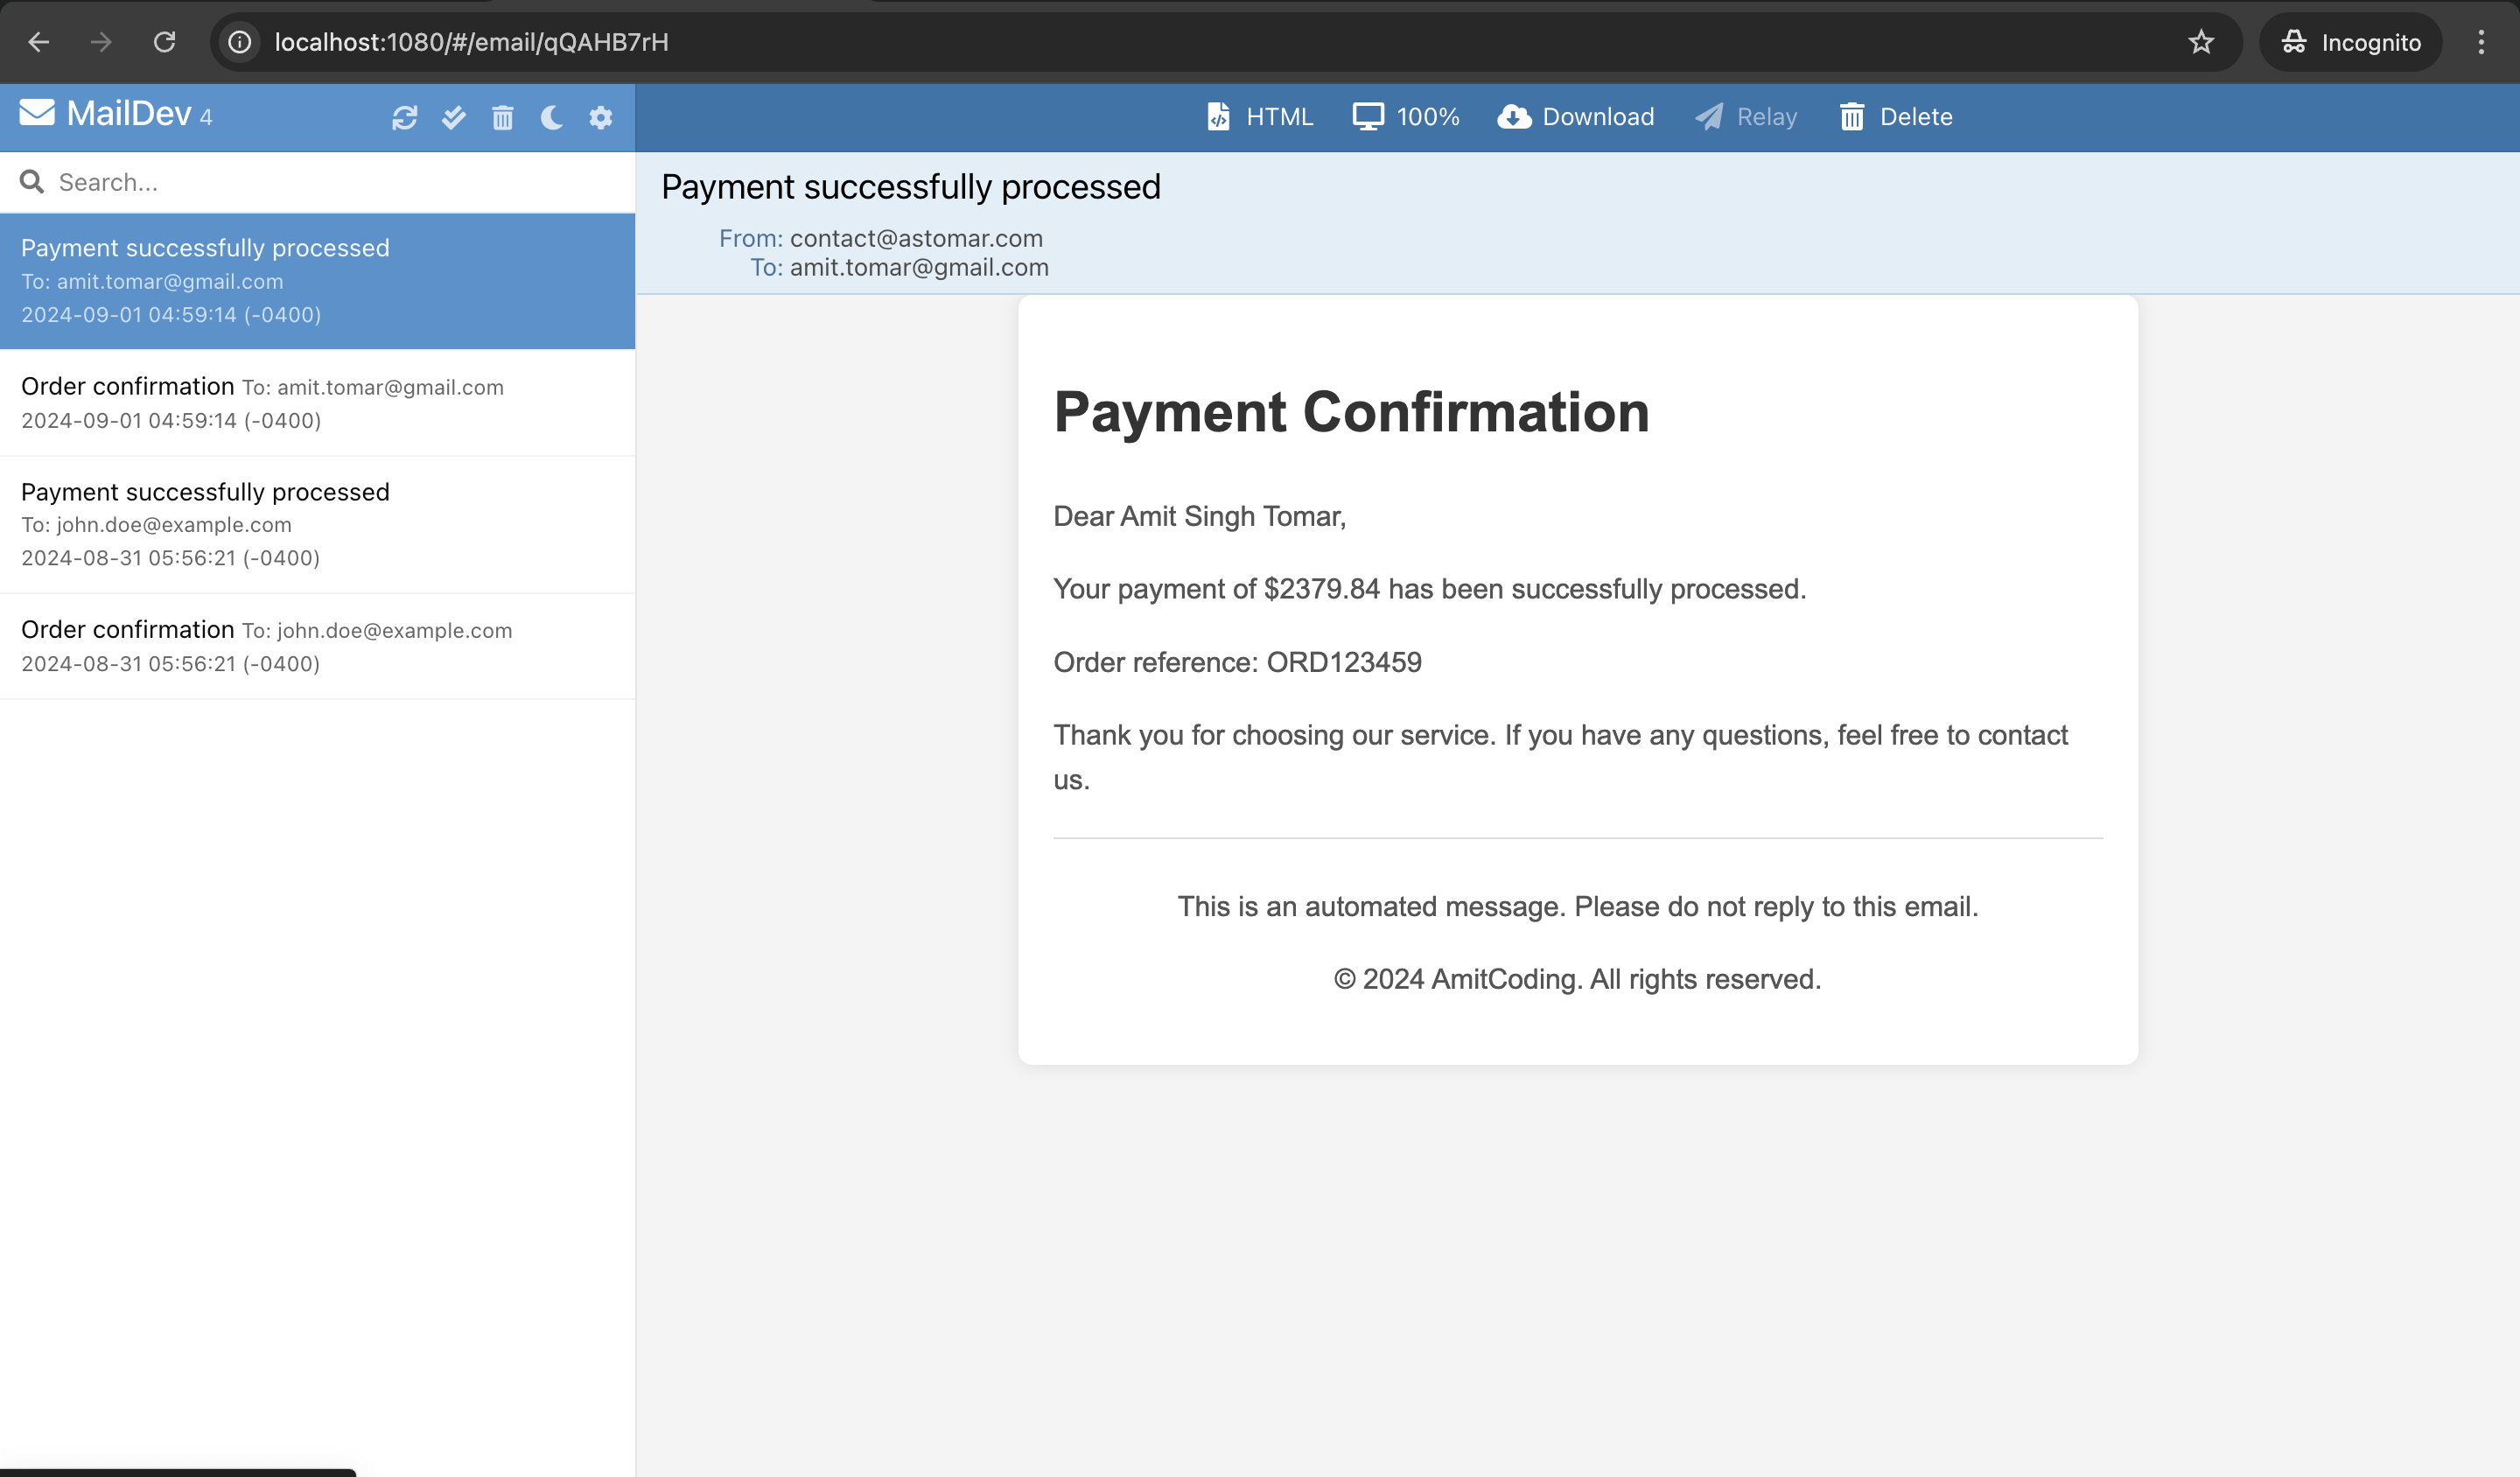 localhost:1080/#/email/qQAHB7rH
Incognito
MailDev 4
HTML
100%
Download
Relay
Delete
Search...
Payment successfully processed
To: amit.tomar@gmail.com
2024-09-01 04:59:14 (-0400)
Order confirmation To: amit.tomar@gmail.com
2024-09-01 04:59:14 (-0400)
Payment successfully processed
To: john.doe@example.com
2024-08-31 05:56:21 (-0400)
Order confirmation To: john.doe@example.com
2024-08-31 05:56:21 (-0400)
Payment successfully processed
From: contact@astomar.com
To: amit.tomar@gmail.com
Payment Confirmation
Dear Amit Singh Tomar,
Your payment of $2379.84 has been successfully processed.
Order reference: ORD123459
Thank you for choosing our service. If you have any questions, feel free to contact
us.
This is an automated message. Please do not reply to this email.
© 2024 AmitCoding. All rights reserved.